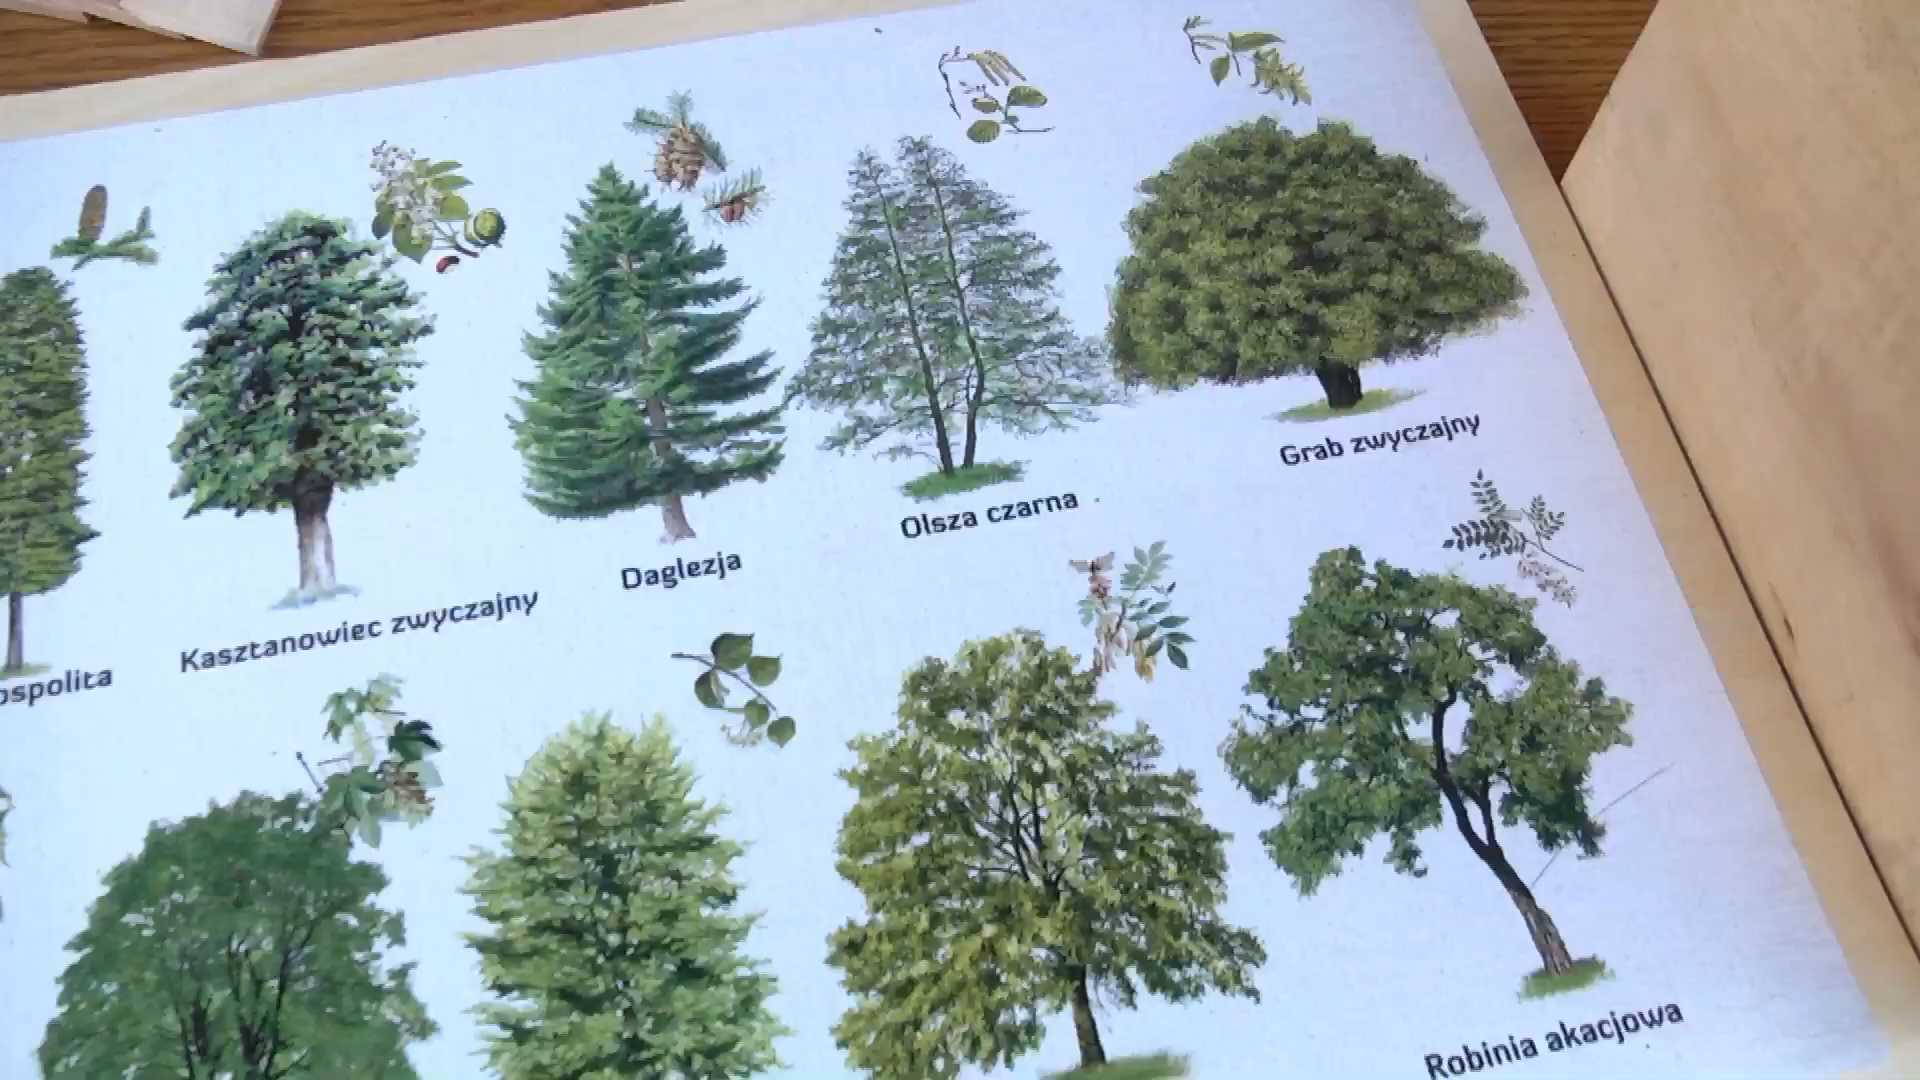 Grab zwyczajny
Olsza czarna
Daglezja
Kasztanowiec zwyczajny
ospolita
Robinia akacjowa